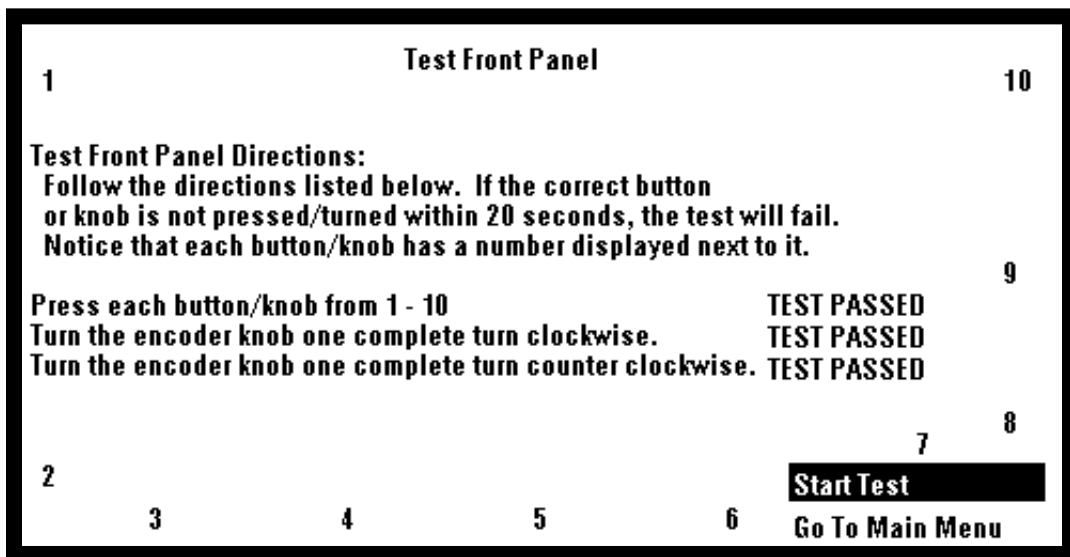 Test Front Panel
1
10
Test Front Panel Directions:
Follow the directions listed below. If the correct button
or knob is not pressed/turned within 20 seconds, the test will fail.
Notice that each button/knob has a number displayed next to it.
9
Press each button/knob from 1 - 10 TEST PASSED
Turn the encoder knob one complete turn clockwise. TEST PASSED
Turn the encoder knob one complete turn counter clockwise. TEST PASSED
8
7
2
Start Test
3 4 5 6
Go To Main Menu